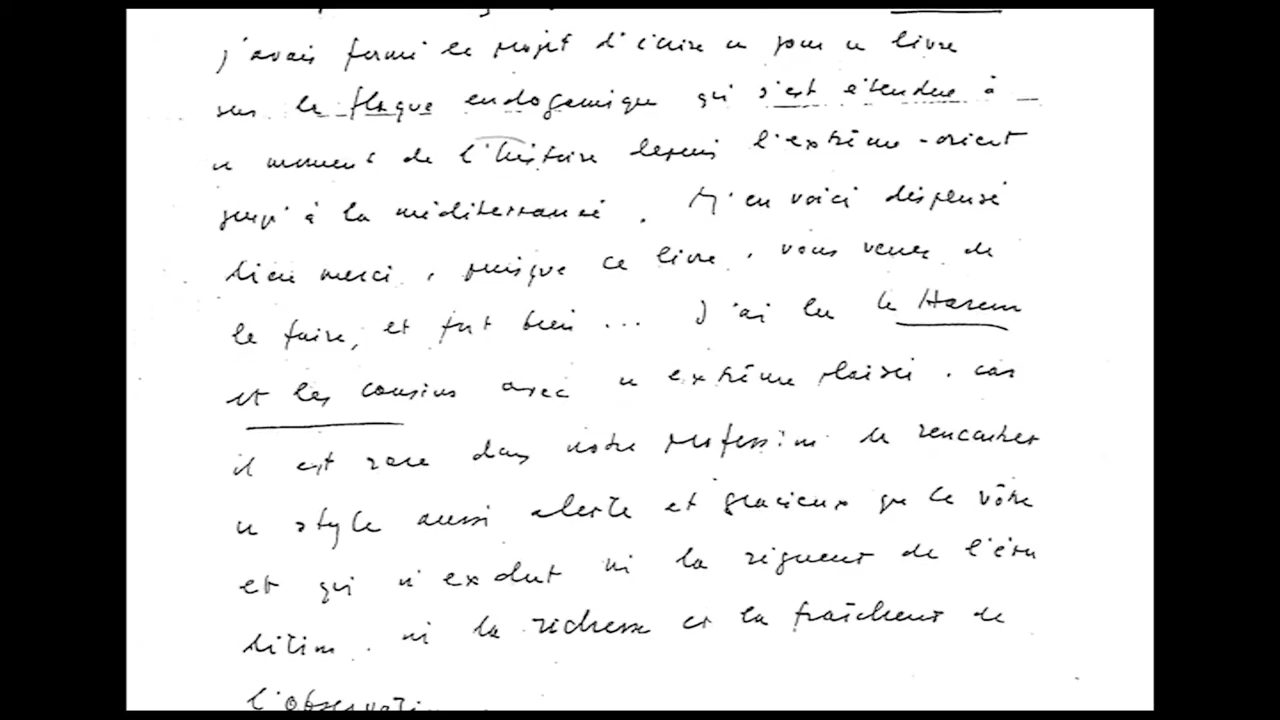 j'avais formé le projet d'écrire un jour un livre
sur la plaque endogamique qui s'est étendue à
un moment de l'histoire depuis l'extrême-orient
jusqu'à la méditerranée. M'en voici dispensé
dieu merci, puisque ce livre, vous venez de
le faire, et fort bien... J'ai lu le Harem
et les cousins avec un extrême plaisir, car
il est rare dans notre profession de rencontrer
un style aussi alerte et gracieux que le vôtre
et qui n'exclut ni la rigueur de l'éru
dition, ni la richesse et la fraîcheur de
l'observation